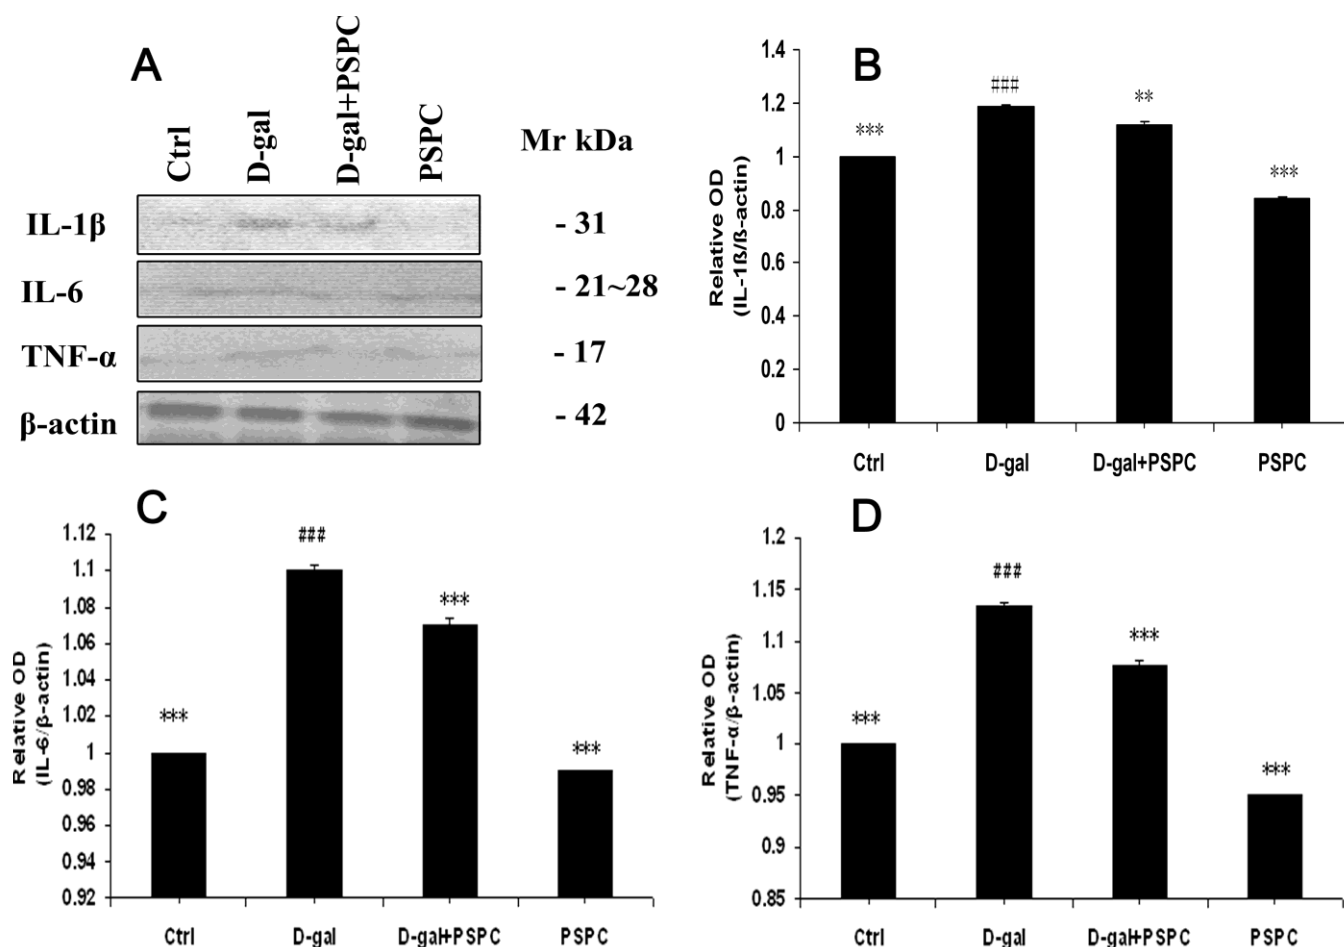 A
Ctrl
D-gal
D-gal+PSPC
PSPC
Mr kDa
IL-1β
- 31
IL-6
- 21~28
TNF-α
- 17
β-actin
- 42
B
Relative OD
(IL-1ß/ß-actin)
1.4
1.2
1
0.8
0.6
0.4
0.2
0
***
###
**
***
Ctrl
D-gal
D-gal+PSPC
PSPC
C
Relative OD
(IL-6/β-actin)
1.12
1.1
1.08
1.06
1.04
1.02
1
0.98
0.96
0.94
0.92
***
###
***
***
Ctrl
D-gal
D-gal+PSPC
PSPC
D
Relative OD
(TNF-α/β-actin)
1.2
1.15
1.1
1.05
1
0.95
0.9
0.85
***
###
***
***
Ctrl
D-gal
D-gal+PSPC
PSPC